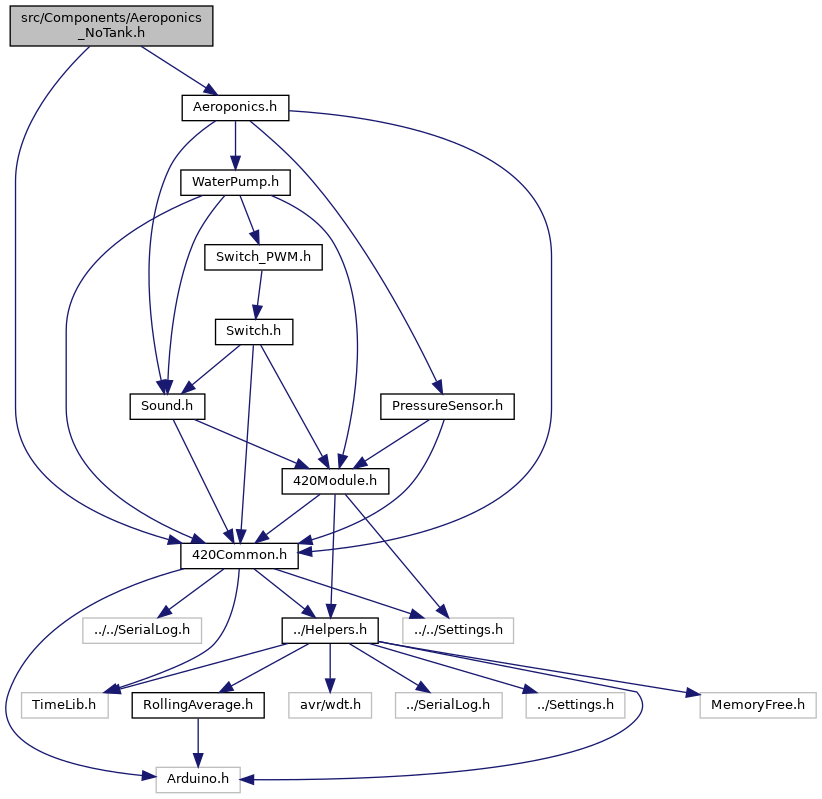 src/Components/Aeroponics
_NoTank.h
Aeroponics.h
WaterPump.h
Switch_PWM.h
Switch.h
Sound.h
PressureSensor.h
420Module.h
420Common.h
../../SerialLog.h
../Helpers.h
../../Settings.h
TimeLib.h
RollingAverage.h
avr/wdt.h
../SerialLog.h
../Settings.h
MemoryFree.h
Arduino.h